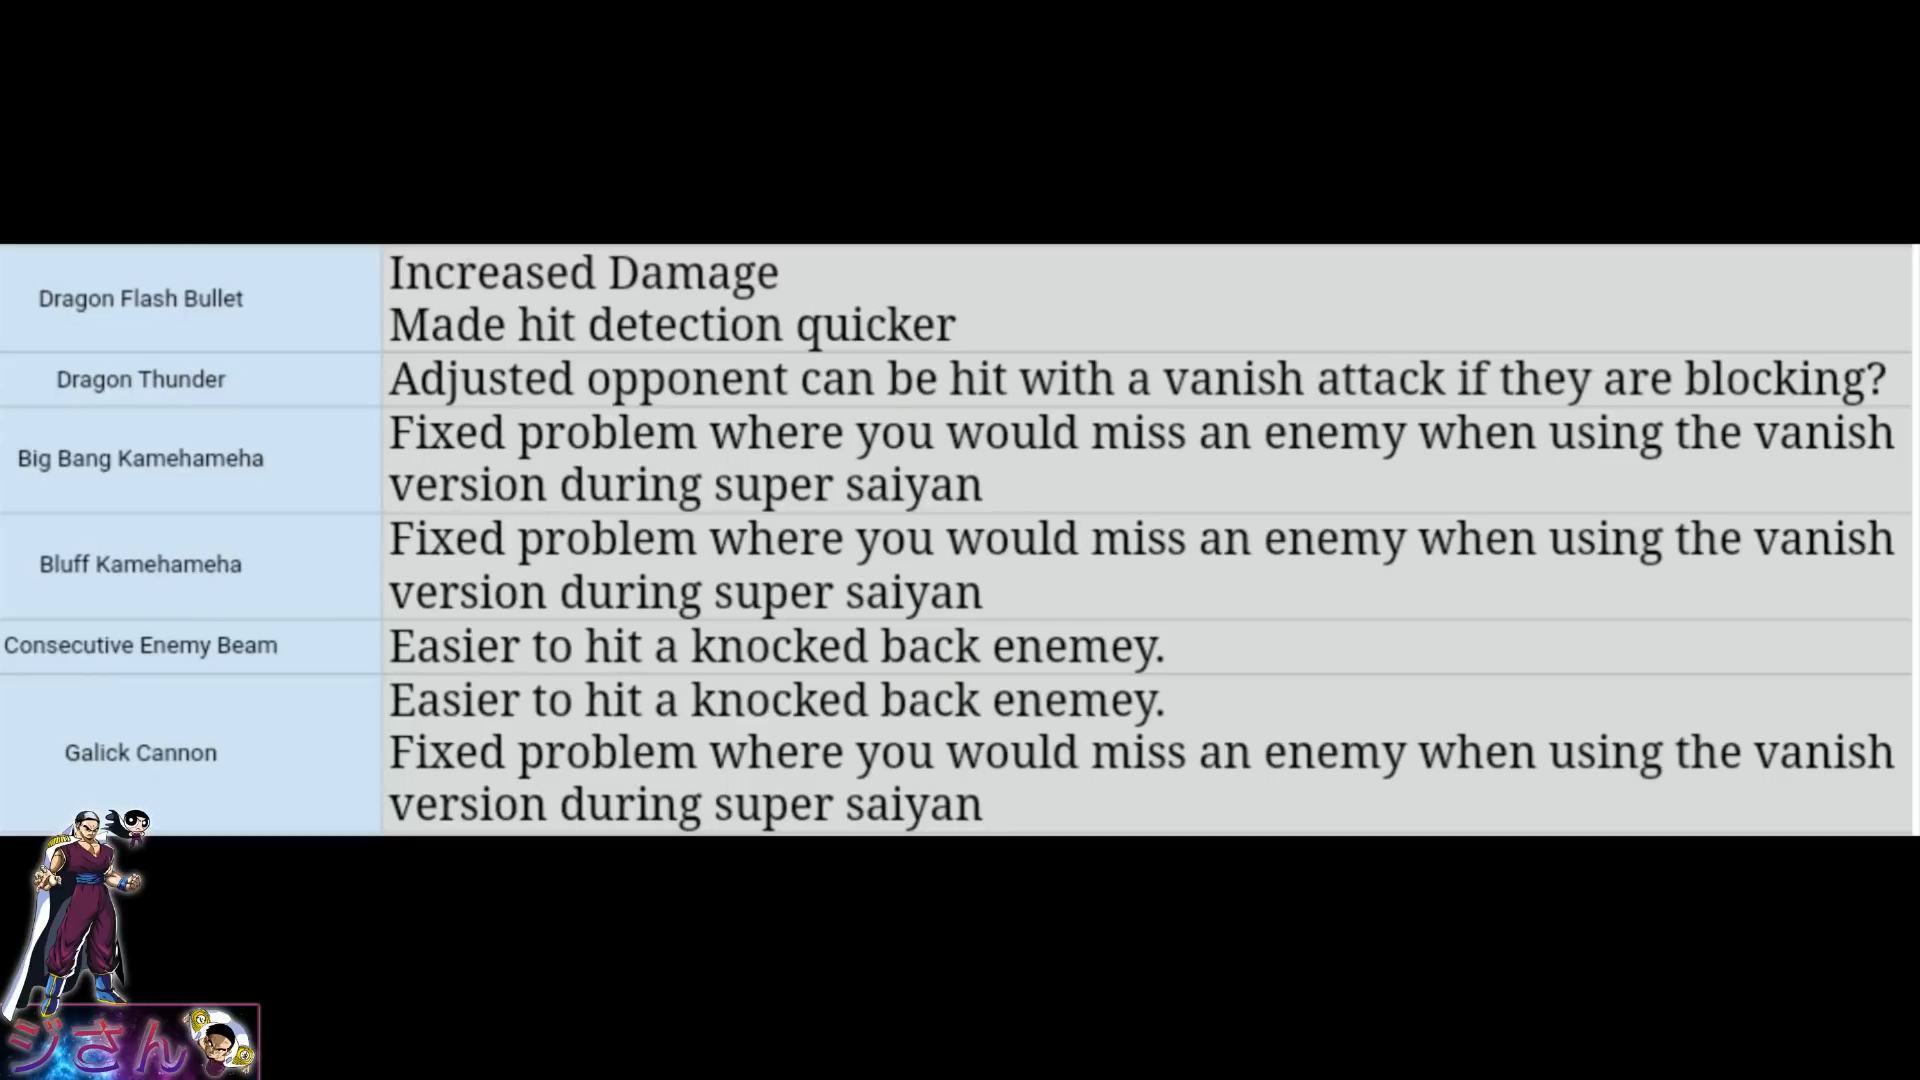 Dragon Flash Bullet
Increased Damage
Made hit detection quicker
Dragon Thunder
Adjusted opponent can be hit with a vanish attack if they are blocking?
Big Bang Kamehameha
Fixed problem where you would miss an enemy when using the vanish
version during super saiyan
Bluff Kamehameha
Fixed problem where you would miss an enemy when using the vanish
version during super saiyan
Consecutive Enemy Beam
Easier to hit a knocked back enemey.
Galick Cannon
Easier to hit a knocked back enemey.
Fixed problem where you would miss an enemy when using the vanish
version during super saiyan
ジさん